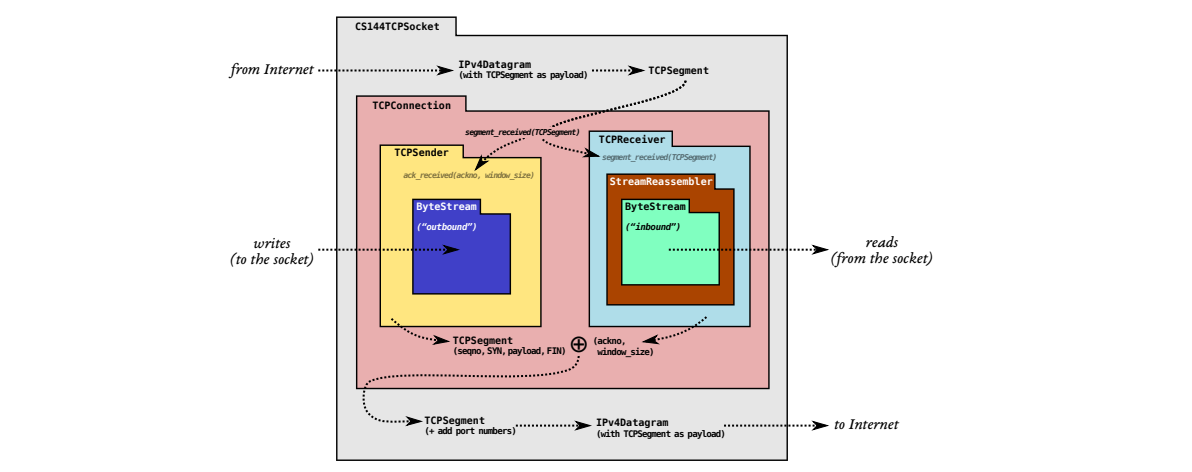 CS144TCPSocket
from Internet
IPv4Datagram
(with TCPSegment as payload)
TCPSegment
TCPConnection
segment_received(TCPSegment)
TCPSender
ack_received(ackno, window_size)
ByteStream
(“outbound”)
TCPReceiver
segment_received(TCPSegment)
StreamReassembler
ByteStream
(“inbound”)
writes
(to the socket)
reads
(from the socket)
TCPSegment
(seqno, SYN, payload, FIN)
(ackno,
window_size)
TCPSegment
(+ add port numbers)
IPv4Datagram
(with TCPSegment as payload)
to Internet